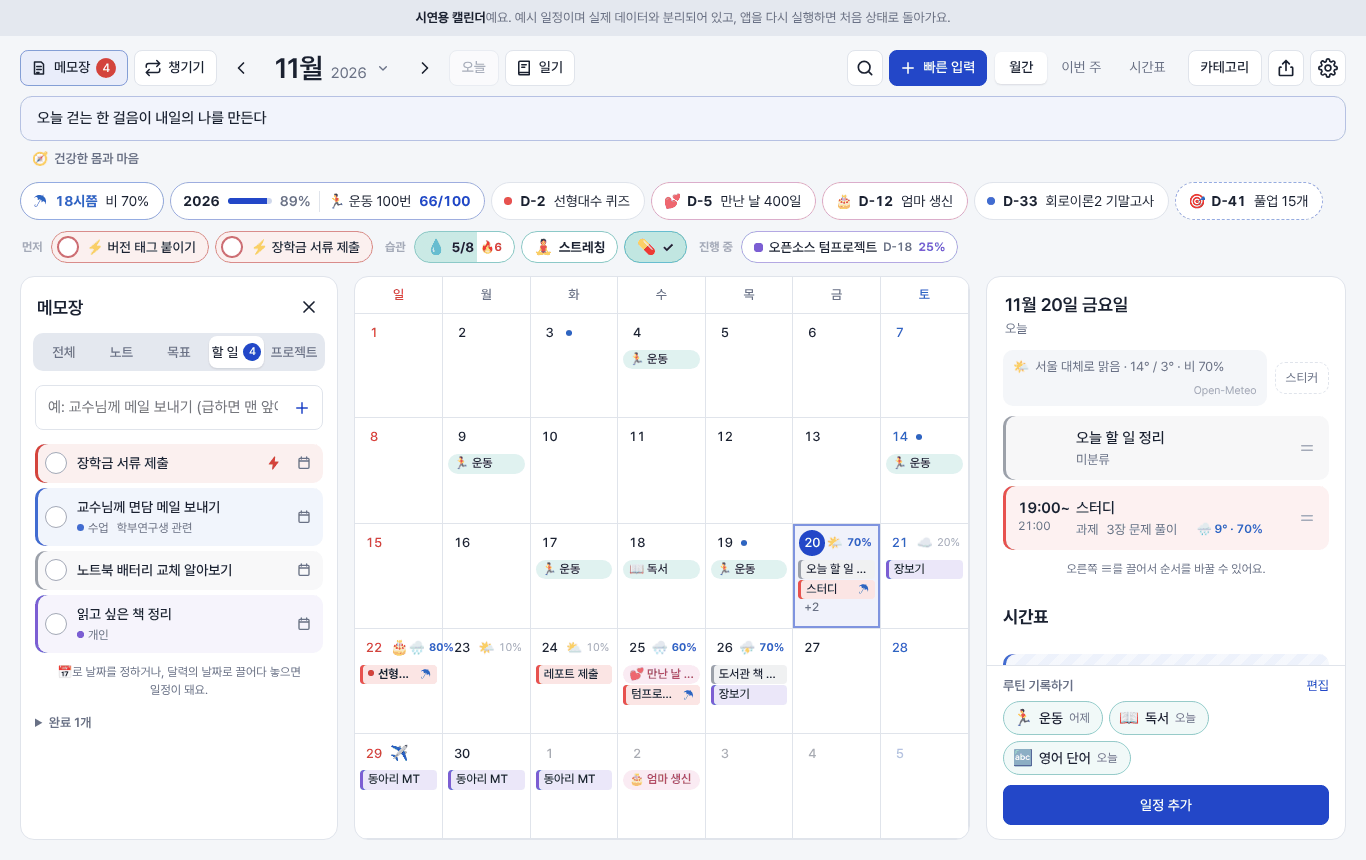 시연용 캘린더예요. 예시 일정이며 실제 데이터와 분리되어 있고, 앱을 다시 실행하면 처음 상태로 돌아가요.
메모장 4 챙기기 11월 2026 오늘 일기 빠른 입력 월간 이번 주 시간표 카테고리
오늘 걷는 한 걸음이 내일의 나를 만든다
🧭 건강한 몸과 마음
☂ 18시쯤 비 70% 2026 89% 🏃 운동 100번 66/100 D-2 선형대수 퀴즈 💕 D-5 만난 날 400일 🎂 D-12 엄마 생신 D-33 회로이론2 기말고사 🎯 D-41 풀업 15개
먼저 ⚡ 버전 태그 붙이기 ⚡ 장학금 서류 제출 습관 💧 5/8 🔥6 스트레칭 💊 ✓ 진행 중 오픈소스 텀프로젝트 D-18 25%
메모장
전체 노트 목표 할 일 4 프로젝트
예: 교수님께 메일 보내기 (급하면 맨 앞
장학금 서류 제출
교수님께 면담 메일 보내기
수업 학부연구생 관련
노트북 배터리 교체 알아보기
읽고 싶은 책 정리
개인
📅로 날짜를 정하거나, 달력의 날짜로 끌어다 놓으면
일정이 돼요.
▶ 완료 1개
일 월 화 수 목 금 토
1 2 3 4 5 6 7
🏃 운동
8 9 10 11 12 13 14
🏃 운동 🏃 운동
15 16 17 18 19 20 70% 21 20%
🏃 운동 📖 독서 🏃 운동 오늘 할 일 ... 장보기
스터디
+2
22 80% 23 10% 24 10% 25 60% 26 70% 27 28
선형... 레포트 제출 💕 만난 날 ... 도서관 책 ...
텀프로... 장보기
29 30 1 2 3 4 5
동아리 MT 동아리 MT 동아리 MT 🎂 엄마 생신
11월 20일 금요일
오늘
서울 대체로 맑음 · 14° / 3° · 비 70%
Open-Meteo
스티커
오늘 할 일 정리
미분류
19:00~ 스터디
21:00 과제 3장 문제 풀이 9° · 70%
오른쪽 ≡를 끌어서 순서를 바꿀 수 있어요.
시간표
루틴 기록하기 편집
🏃 운동 어제 📖 독서 오늘
🔤 영어 단어 오늘
일정 추가